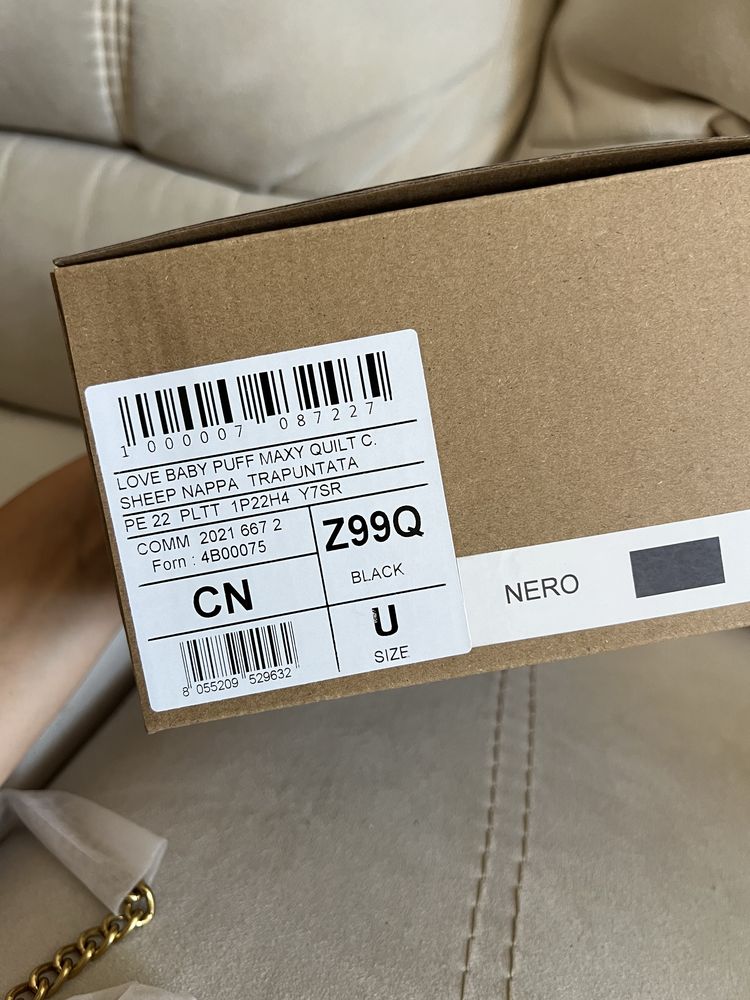 1 000007 087227
LOVE BABY PUFF MAXY QUILT C.
SHEEP NAPPA TRAPUNTATA
PE 22 PLTT 1P22H4 Y7SR
COMM 2021 667 2
Forn : 4B00075
Z99Q
BLACK
CN
U
SIZE
8 055209 529632
NERO